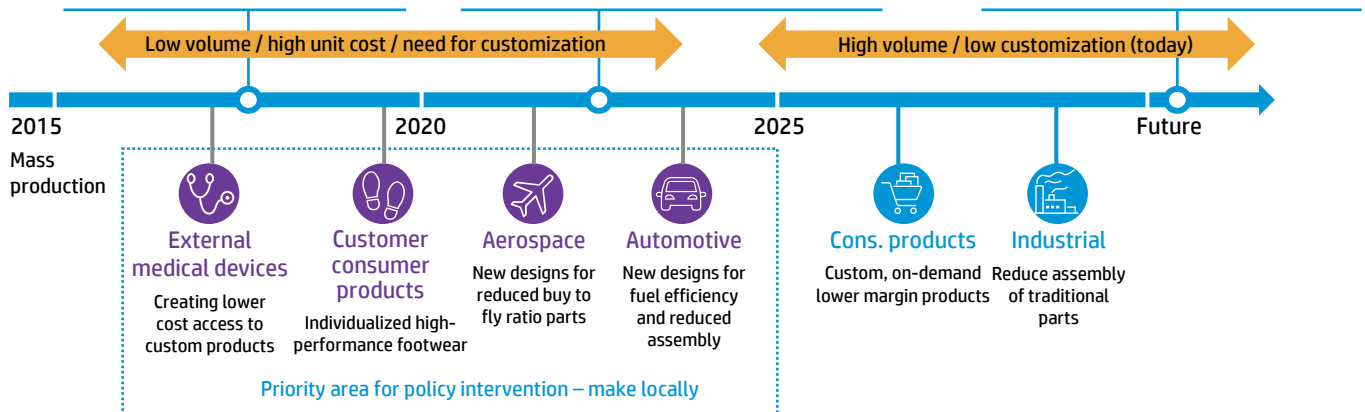 Low volume / high unit cost / need for customization
High volume / low customization (today)
2015
2020
2025
Future
Mass
production
External
medical devices
Creating lower
cost access to
custom products
Customer
consumer
products
Individualized high-
performance footwear
Aerospace
New designs for
reduced buy to
fly ratio parts
Automotive
New designs for
fuel efficiency
and reduced
assembly
Cons. products
Custom, on-demand
lower margin products
Industrial
Reduce assembly
of traditional
parts
Priority area for policy intervention – make locally